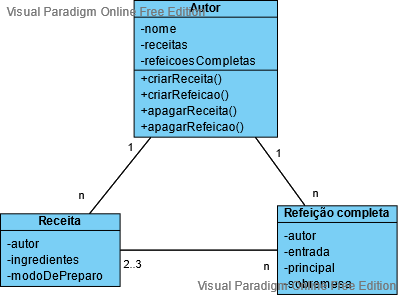 Visual Paradigm Online Free Edition
Autor
-nome
-receitas
-refeicoesCompletas
+criarReceita()
+criarRefeicao()
+apagarReceita()
+apagarRefeicao()
1
1
n
n
Receita
-autor
-ingredientes
-modoDePreparo
2..3
n
Refeição completa
-autor
-entrada
-principal
-sobremesa
Visual Paradigm Online Free Edition